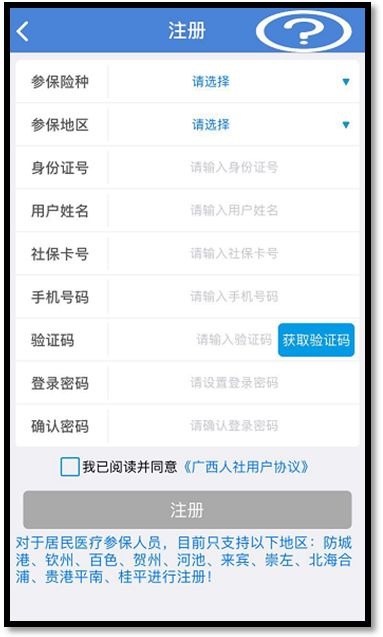 注册 ?
参保险种 请选择
参保地区 请选择
身份证号 请输入身份证号
用户姓名 请输入用户姓名
社保卡号 请输入社保卡号
手机号码 请输入手机号码
验证码 请输入验证码 获取验证码
登录密码 请设置登录密码
确认密码 请确认登录密码
我已阅读并同意《广西人社用户协议》
注册
对于居民医疗参保人员，目前只支持以下地区：防城
港、钦州、百色、贺州、河池、来宾、崇左、北海合
浦、贵港平南、桂平进行注册！